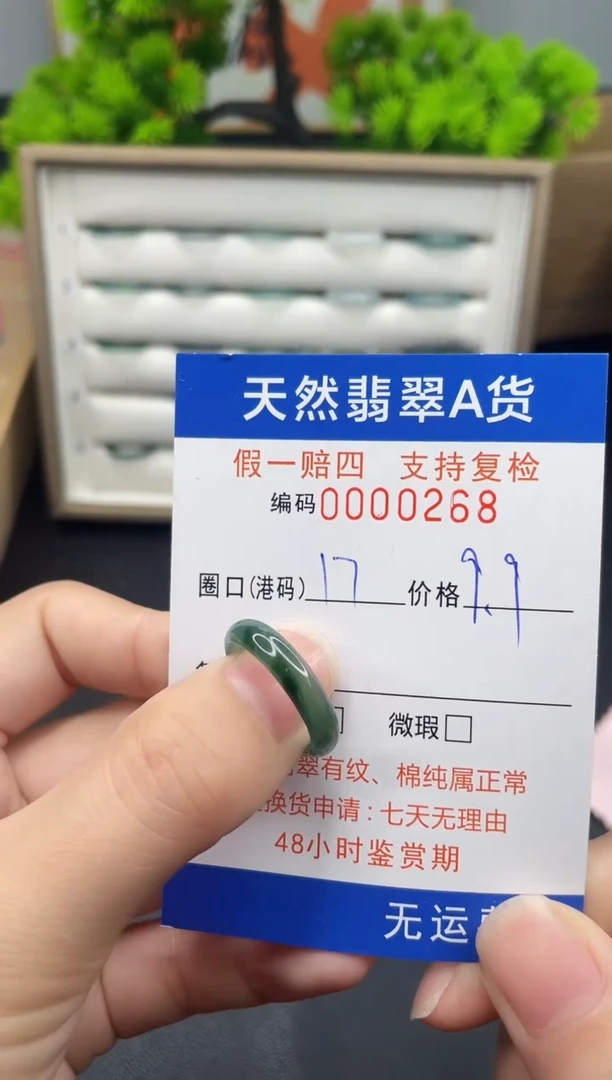 天然翡翠A货
假一赔四 支持复检
编码0000268
圈口(港码) 17 价格 9.9
微瑕□
翠有纹、棉纯属正常
换货申请：七天无理由
48小时鉴赏期
无运